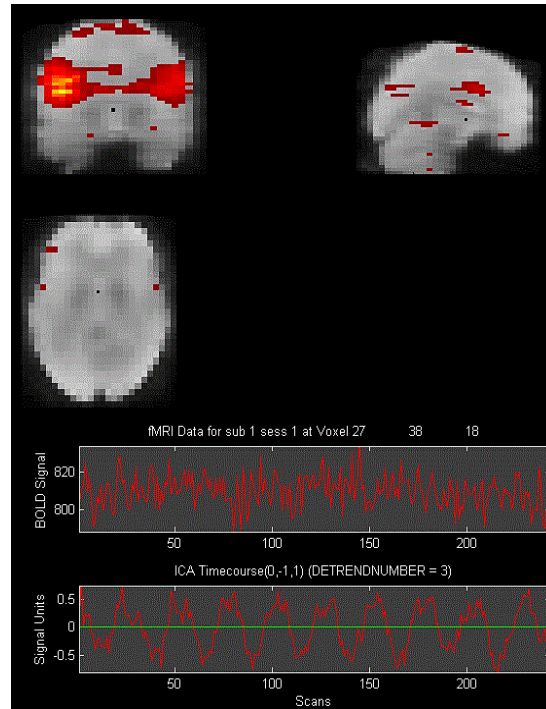 fMRI Data for sub 1 sess 1 at Voxel 27 38 18
BOLD Signal
820
800
50
100
150
200
ICA Timecourse(0,-1,1) (DETRENDNUMBER = 3)
Signal Units
0.5
0
-0.5
50
100
150
200
Scans